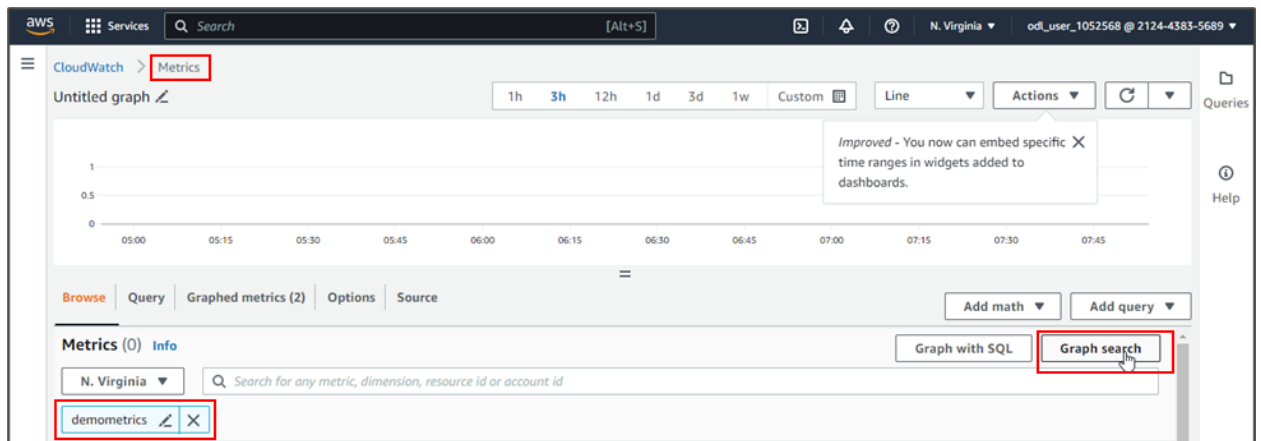 aws Services Search [Alt+S] N. Virginia ▼ odl_user_1052568 @ 2124-4383-5689 ▼
CloudWatch > Metrics
Untitled graph 1h 3h 12h 1d 3d 1w Custom Line ▼ Actions ▼ ▼
Queries
Improved - You now can embed specific
time ranges in widgets added to
dashboards.
Help
1
0.5
0
05:00 05:15 05:30 05:45 06:00 06:15 06:30 06:45 07:00 07:15 07:30 07:45
Browse Query Graphed metrics (2) Options Source Add math ▼ Add query ▼
Metrics (0) Info Graph with SQL Graph search
N. Virginia ▼ Search for any metric, dimension, resource id or account id
demometrics